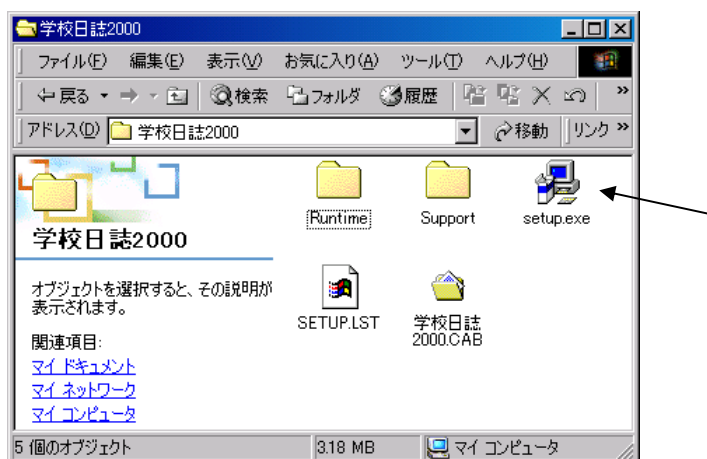 学校日誌2000
ファイル(F) 編集(E) 表示(V) お気に入り(A) ツール(T) ヘルプ(H)
戻る 検索 フォルダ 履歴 »
アドレス(D) 学校日誌2000 移動 リンク »
Runtime Support setup.exe
学校日誌2000
オブジェクトを選択すると、その説明が
表示されます。
SETUP.LST 学校日誌
2000.CAB
関連項目:
マイ ドキュメント
マイ ネットワーク
マイ コンピュータ
5 個のオブジェクト 3.18 MB マイ コンピュータ